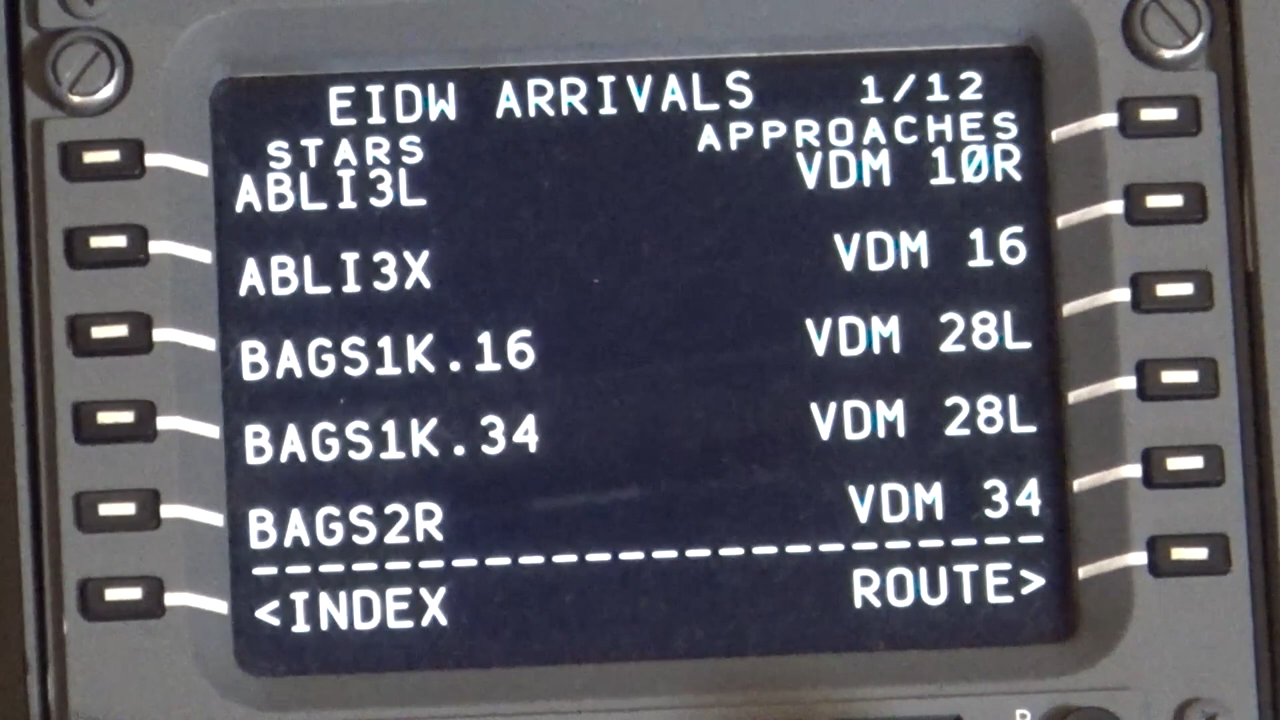 EIDW ARRIVALS 1/12
STARS APPROACHES
ABLI3L VDM 10R
ABLI3X VDM 16
BAGS1K.16 VDM 28L
BAGS1K.34 VDM 28L
BAGS2R VDM 34
<INDEX ROUTE>